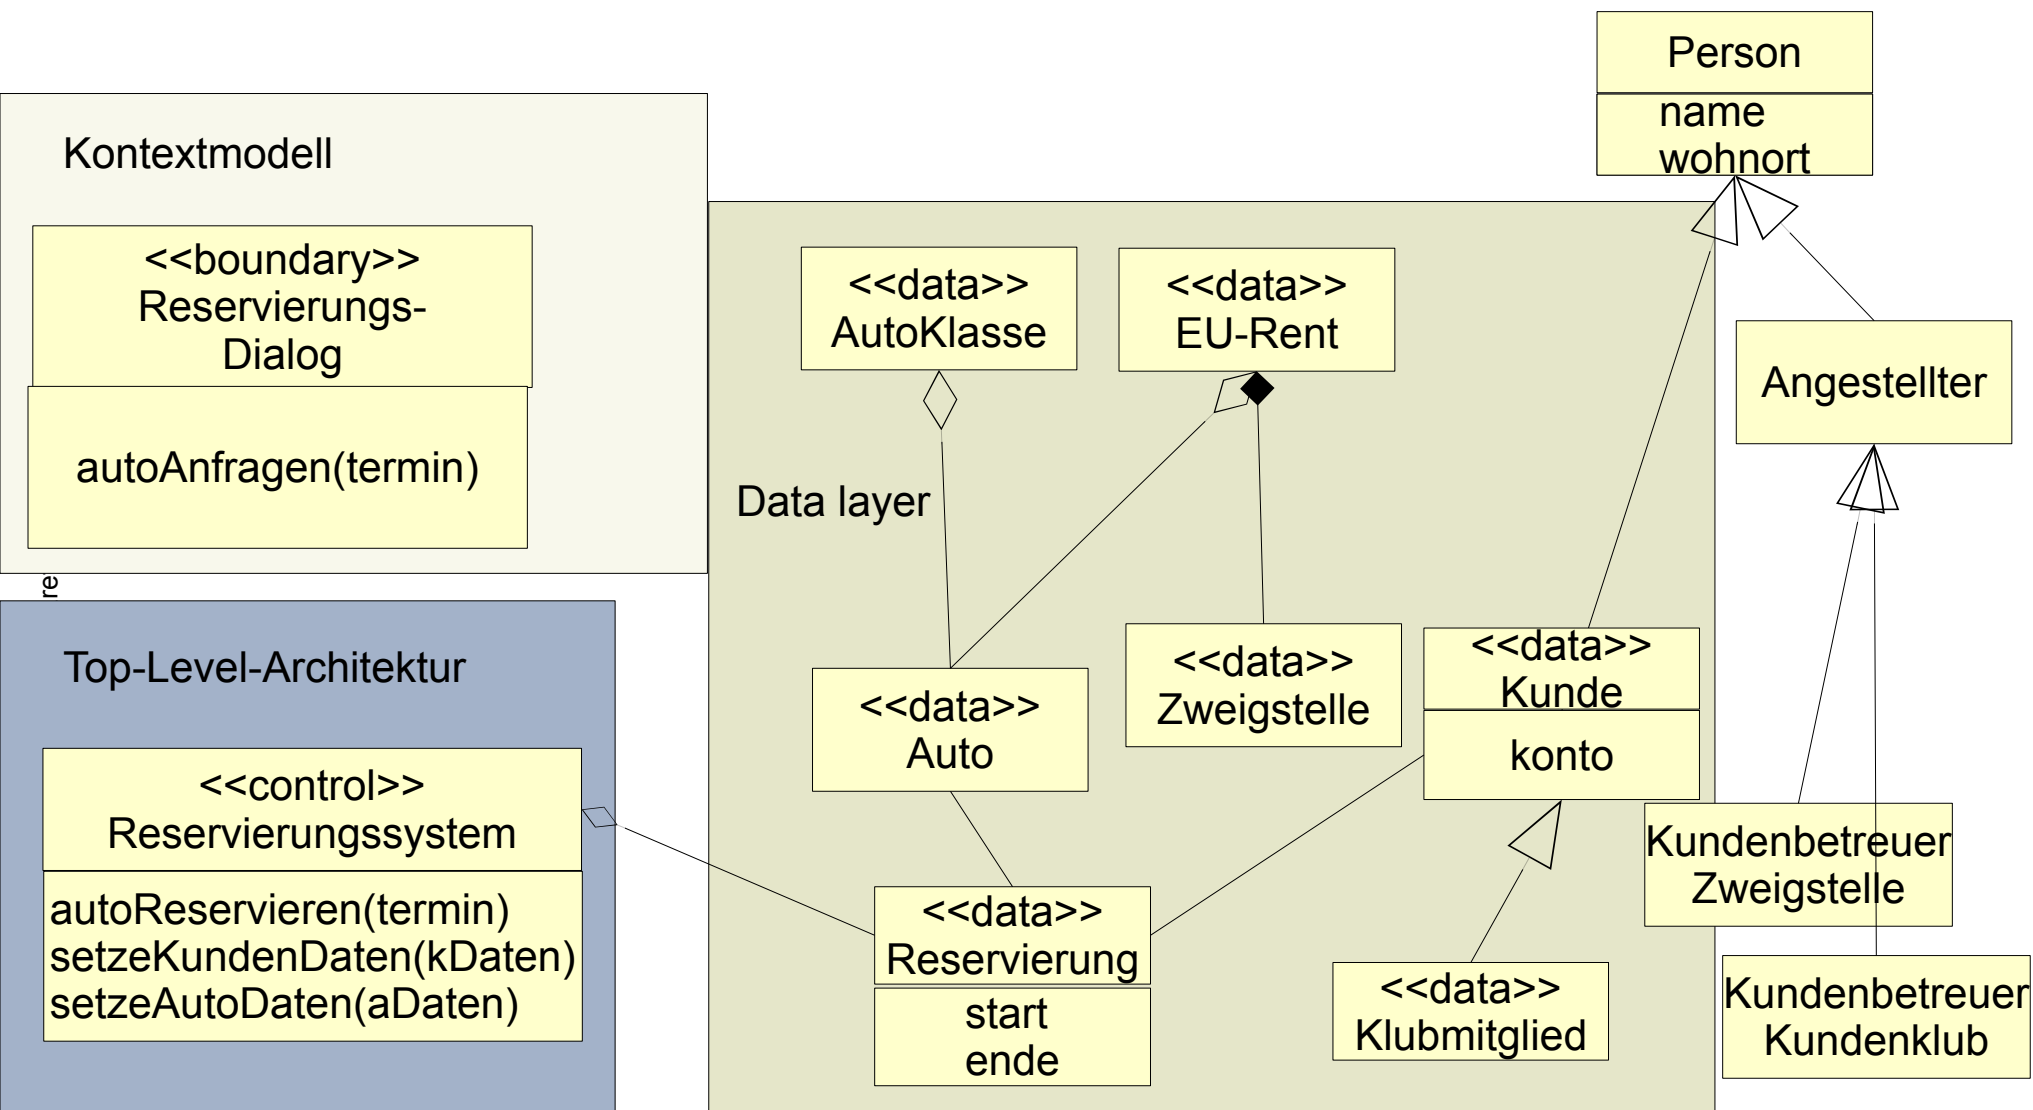 Person
name
wohnort
Kontextmodell
<<boundary>>
Reservierungs-
Dialog
autoAnfragen(termin)
re
Top-Level-Architektur
<<control>>
Reservierungssystem
autoReservieren(termin)
setzeKundenDaten(kDaten)
setzeAutoDaten(aDaten)
Data layer
<<data>>
AutoKlasse
<<data>>
EU-Rent
Angestellter
<<data>>
Auto
<<data>>
Zweigstelle
<<data>>
Kunde
konto
<<data>>
Reservierung
start
ende
<<data>>
Klubmitglied
Kundenbetreuer
Zweigstelle
Kundenbetreuer
Kundenklub